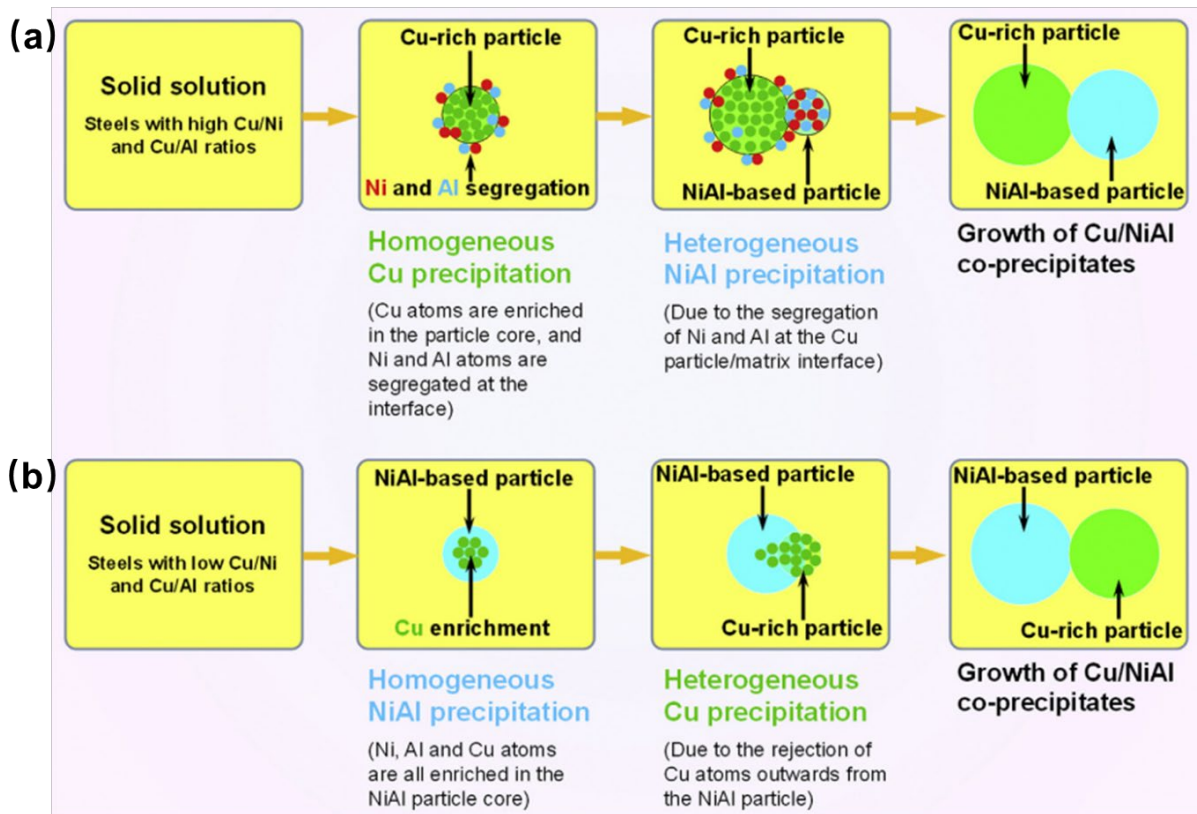 (a)
Solid solution
Steels with high Cu/Ni
and Cu/Al ratios
Cu-rich particle
Ni and Al segregation
Homogeneous
Cu precipitation
(Cu atoms are enriched
in the particle core, and
Ni and Al atoms are
segregated at the
interface)
Cu-rich particle
NiAl-based particle
Heterogeneous
NiAl precipitation
(Due to the segregation
of Ni and Al at the Cu
particle/matrix interface)
Cu-rich particle
NiAl-based particle
Growth of Cu/NiAl
co-precipitates
(b)
Solid solution
Steels with low Cu/Ni
and Cu/Al ratios
NiAl-based particle
Cu enrichment
Homogeneous
NiAl precipitation
(Ni, Al and Cu atoms
are all enriched in the
NiAl particle core)
NiAl-based particle
Cu-rich particle
Heterogeneous
Cu precipitation
(Due to the rejection of
Cu atoms outwards from
the NiAl particle)
NiAl-based particle
Cu-rich particle
Growth of Cu/NiAl
co-precipitates